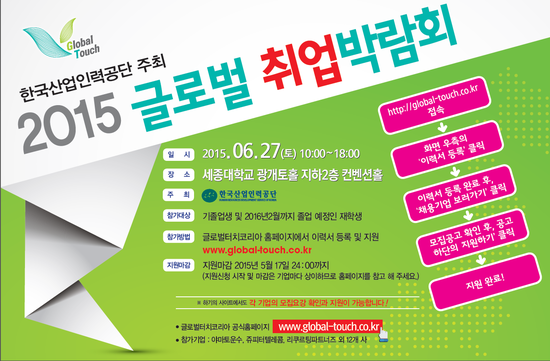 Global
Touch
한국산업인력공단 주최
2015 글로벌 취업박람회
일 시 2015. 06. 27(토) 10:00~18:00
장 소 세종대학교 광개토홀 지하2층 컨벤션홀
주 최 한국산업인력공단
참가대상 기졸업생 및 2016년2월까지 졸업 예정인 재학생
참가방법 글로벌터치코리아 홈페이지에서 이력서 등록 및 지원
www.global-touch.co.kr
지원마감 지원마감 2015년 5월 17일 24:00까지
(지원신청 시작 및 마감은 기업마다 상이하므로 홈페이지를 참고 해 주세요.)
※ 하기의 사이트에서도 각 기업의 모집요강 확인과 지원이 가능합니다!
• 글로벌터치코리아 공식홈페이지 www.global-touch.co.kr
• 참가기업 : 야마토운수, 쥬피터텔레콤, 리쿠르팅파트너즈 외 12개 사
http://global-touch.co.kr
접속
화면 우측의
'이력서 등록' 클릭
이력서 등록 완료 후,
'채용기업 보러가기' 클릭
모집공고 확인 후, 공고
하단의 '지원하기' 클릭
지원 완료!